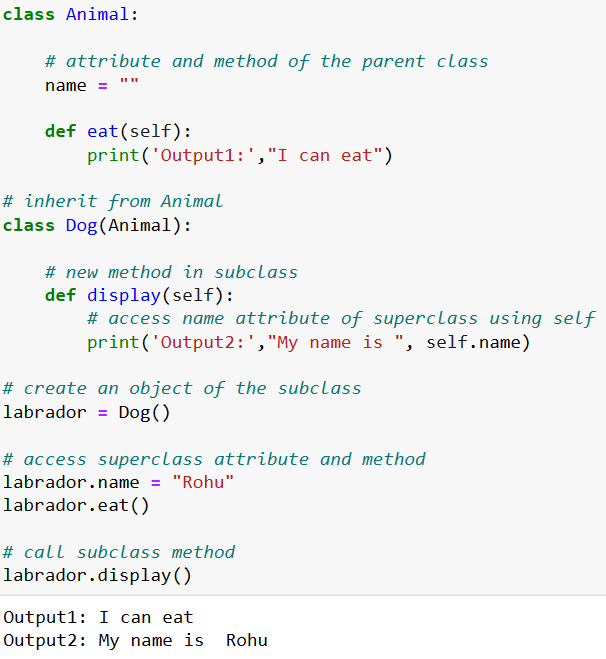 class Animal:
    # attribute and method of the parent class
    name = ""
    def eat(self):
        print('Output1:',"I can eat")
# inherit from Animal
class Dog(Animal):
    # new method in subclass
    def display(self):
        # access name attribute of superclass using self
        print('Output2:',"My name is ", self.name)
# create an object of the subclass
labrador = Dog()
# access superclass attribute and method
labrador.name = "Rohu"
labrador.eat()
# call subclass method
labrador.display()
Output1: I can eat
Output2: My name is  Rohu